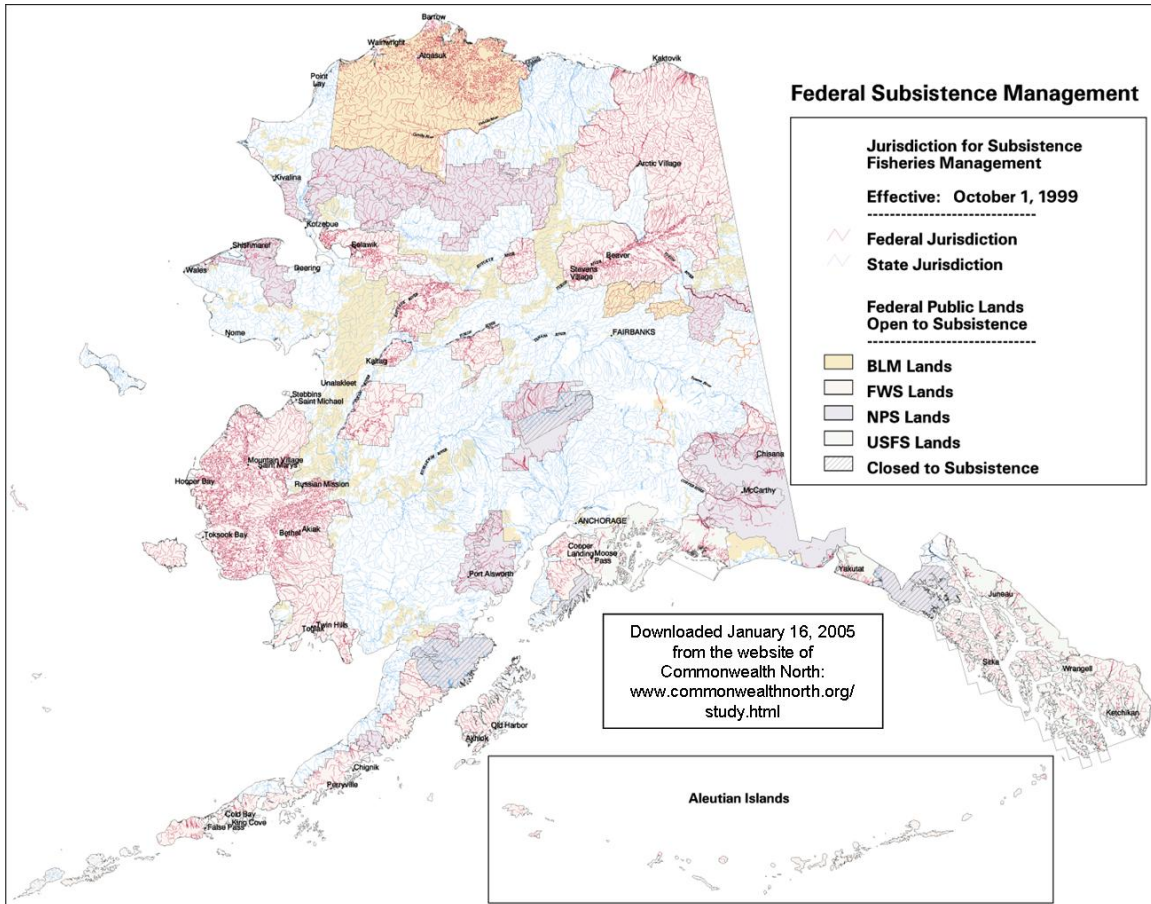 Barrow
Wainwright
Atqasuk
Kaktovik
Point
Lay
Federal Subsistence Management
Jurisdiction for Subsistence
Fisheries Management
Effective: October 1, 1999
Federal Jurisdiction
State Jurisdiction
Federal Public Lands
Open to Subsistence
BLM Lands
FWS Lands
NPS Lands
USFS Lands
Closed to Subsistence
Arctic Village
Kivalina
Kotzebue
Selawik
Shishmaref
Deering
Wales
Beaver
Stevens
Village
Nome
FAIRBANKS
Kaltag
Unalakleet
Stebbins
Saint Michael
Mountain Village
Saint Marys
Hooper Bay
Russian Mission
Chisana
McCarthy
Toksook Bay
Bethel
Akiak
ANCHORAGE
Cooper
Landing
Moose
Pass
Port Alsworth
Yakutat
Juneau
Twin Hills
Togiak
Sitka
Wrangell
Ketchikan
Downloaded January 16, 2005
from the website of
Commonwealth North:
www.commonwealthnorth.org/
study.html
Old Harbor
Akhiok
Chignik
Perryville
Cold Bay
King Cove
False Pass
Aleutian Islands